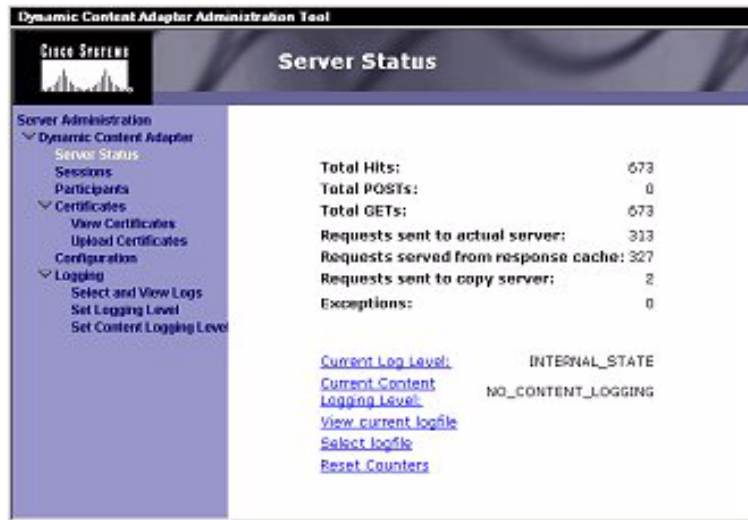 Dynamic Content Adapter Administration Tool
CISCO SYSTEMS
Server Status
Server Administration
Dynamic Content Adapter
Server Status
Sessions
Participants
Certificates
View Certificates
Upload Certificates
Configuration
Logging
Select and View Logs
Set Logging Level
Set Content Logging Level
Total Hits: 673
Total POSTs: 0
Total GETs: 673
Requests sent to actual server: 313
Requests served from response cache: 327
Requests sent to copy server: 2
Exceptions: 0
Current Log Level: INTERNAL_STATE
Current Content
Logging Level: NO_CONTENT_LOGGING
View current logfile
Select logfile
Reset Counters